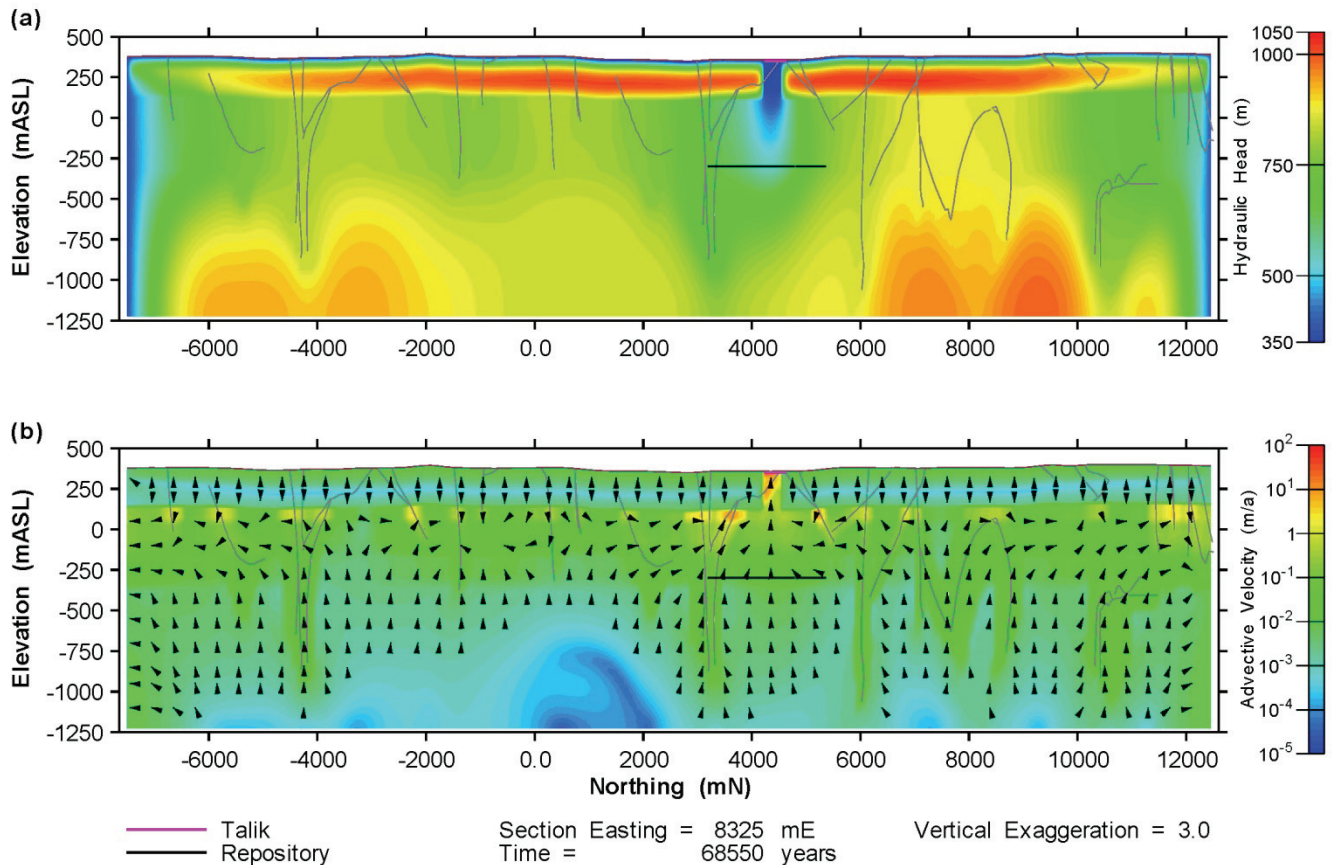 (a)
500
250
0
-250
-500
-750
-1000
-1250
Elevation (mASL)
-6000 -4000 -2000 0.0 2000 4000 6000 8000 10000 12000
Hydraulic Head (m)
1050
1000
750
500
350
(b)
500
250
0
-250
-500
-750
-1000
-1250
Elevation (mASL)
-6000 -4000 -2000 0.0 2000 4000 6000 8000 10000 12000
Northing (mN)
Advective Velocity (m/a)
10²
10¹
1
10⁻¹
10⁻²
10⁻³
10⁻⁴
10⁻⁵
Talik Section Easting = 8325 mE Vertical Exaggeration = 3.0
Repository Time = 68550 years